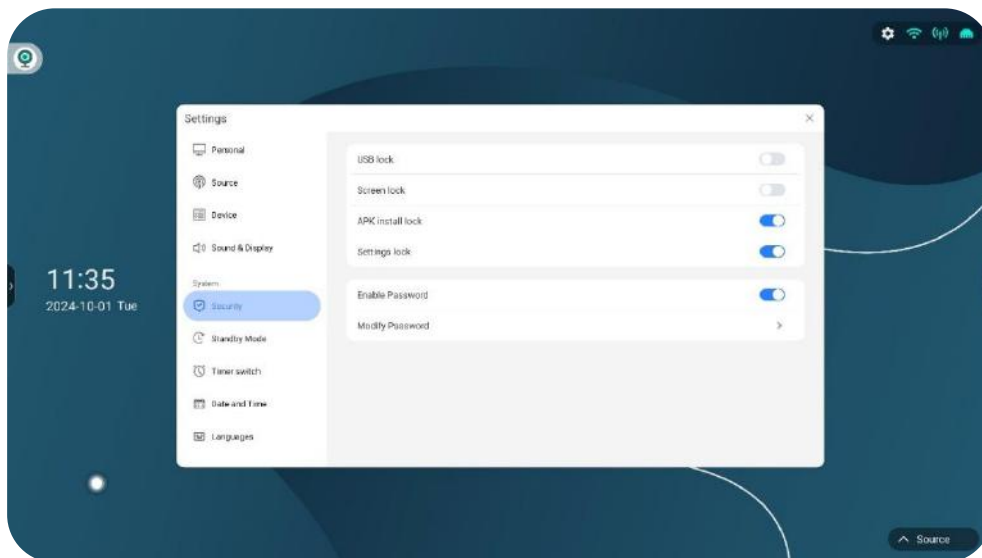 Settings
Personal
Source
Device
Sound & Display
System
Security
Standby Mode
Timer switch
Date and Time
Languages
USB lock
Screen lock
APK install lock
Settings lock
Enable Password
Modify Password
11:35
2024-10-01 Tue
Source